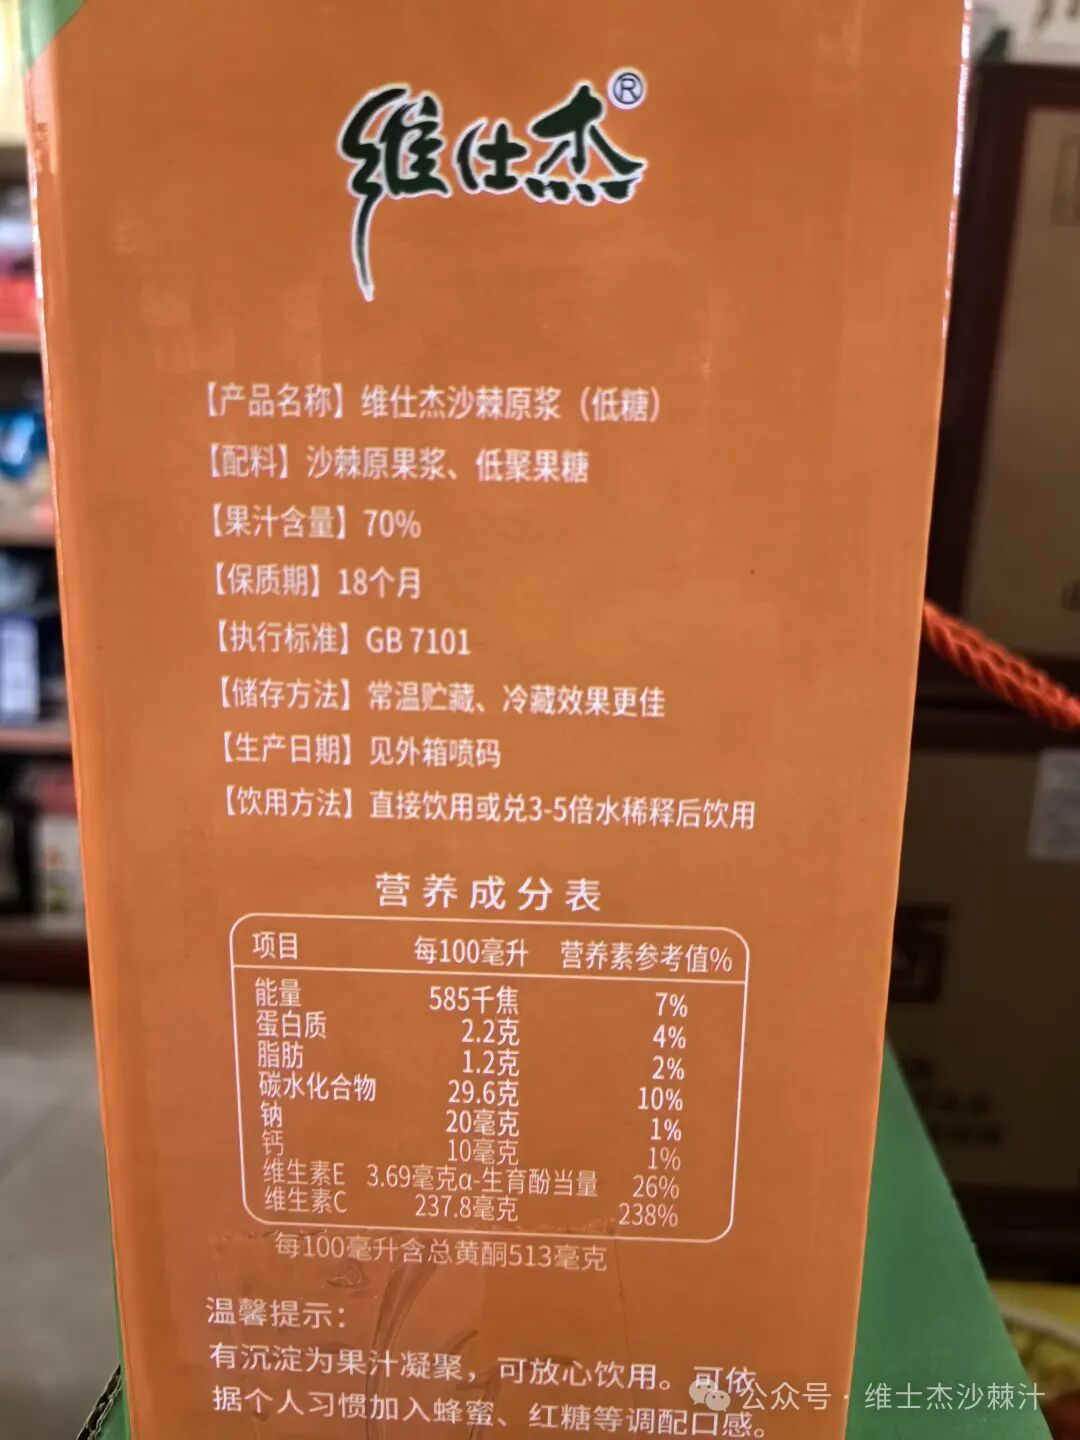 维仕杰®
【产品名称】维仕杰沙棘原浆（低糖）
【配料】沙棘原果浆、低聚果糖
【果汁含量】70%
【保质期】18个月
【执行标准】GB 7101
【储存方法】常温贮藏、冷藏效果更佳
【生产日期】见外箱喷码
【饮用方法】直接饮用或兑3-5倍水稀释后饮用
营养成分表
项目 每100毫升 营养素参考值%
能量 585千焦 7%
蛋白质 2.2克 4%
脂肪 1.2克 2%
碳水化合物 29.6克 10%
钠 20毫克 1%
钙 10毫克 1%
维生素E 3.69毫克α-生育酚当量 26%
维生素C 237.8毫克 238%
每100毫升含总黄酮513毫克
温馨提示：
有沉淀为果汁凝聚，可放心饮用。可依
据个人习惯加入蜂蜜、红糖等调配口感。
公众号·维士杰沙棘汁